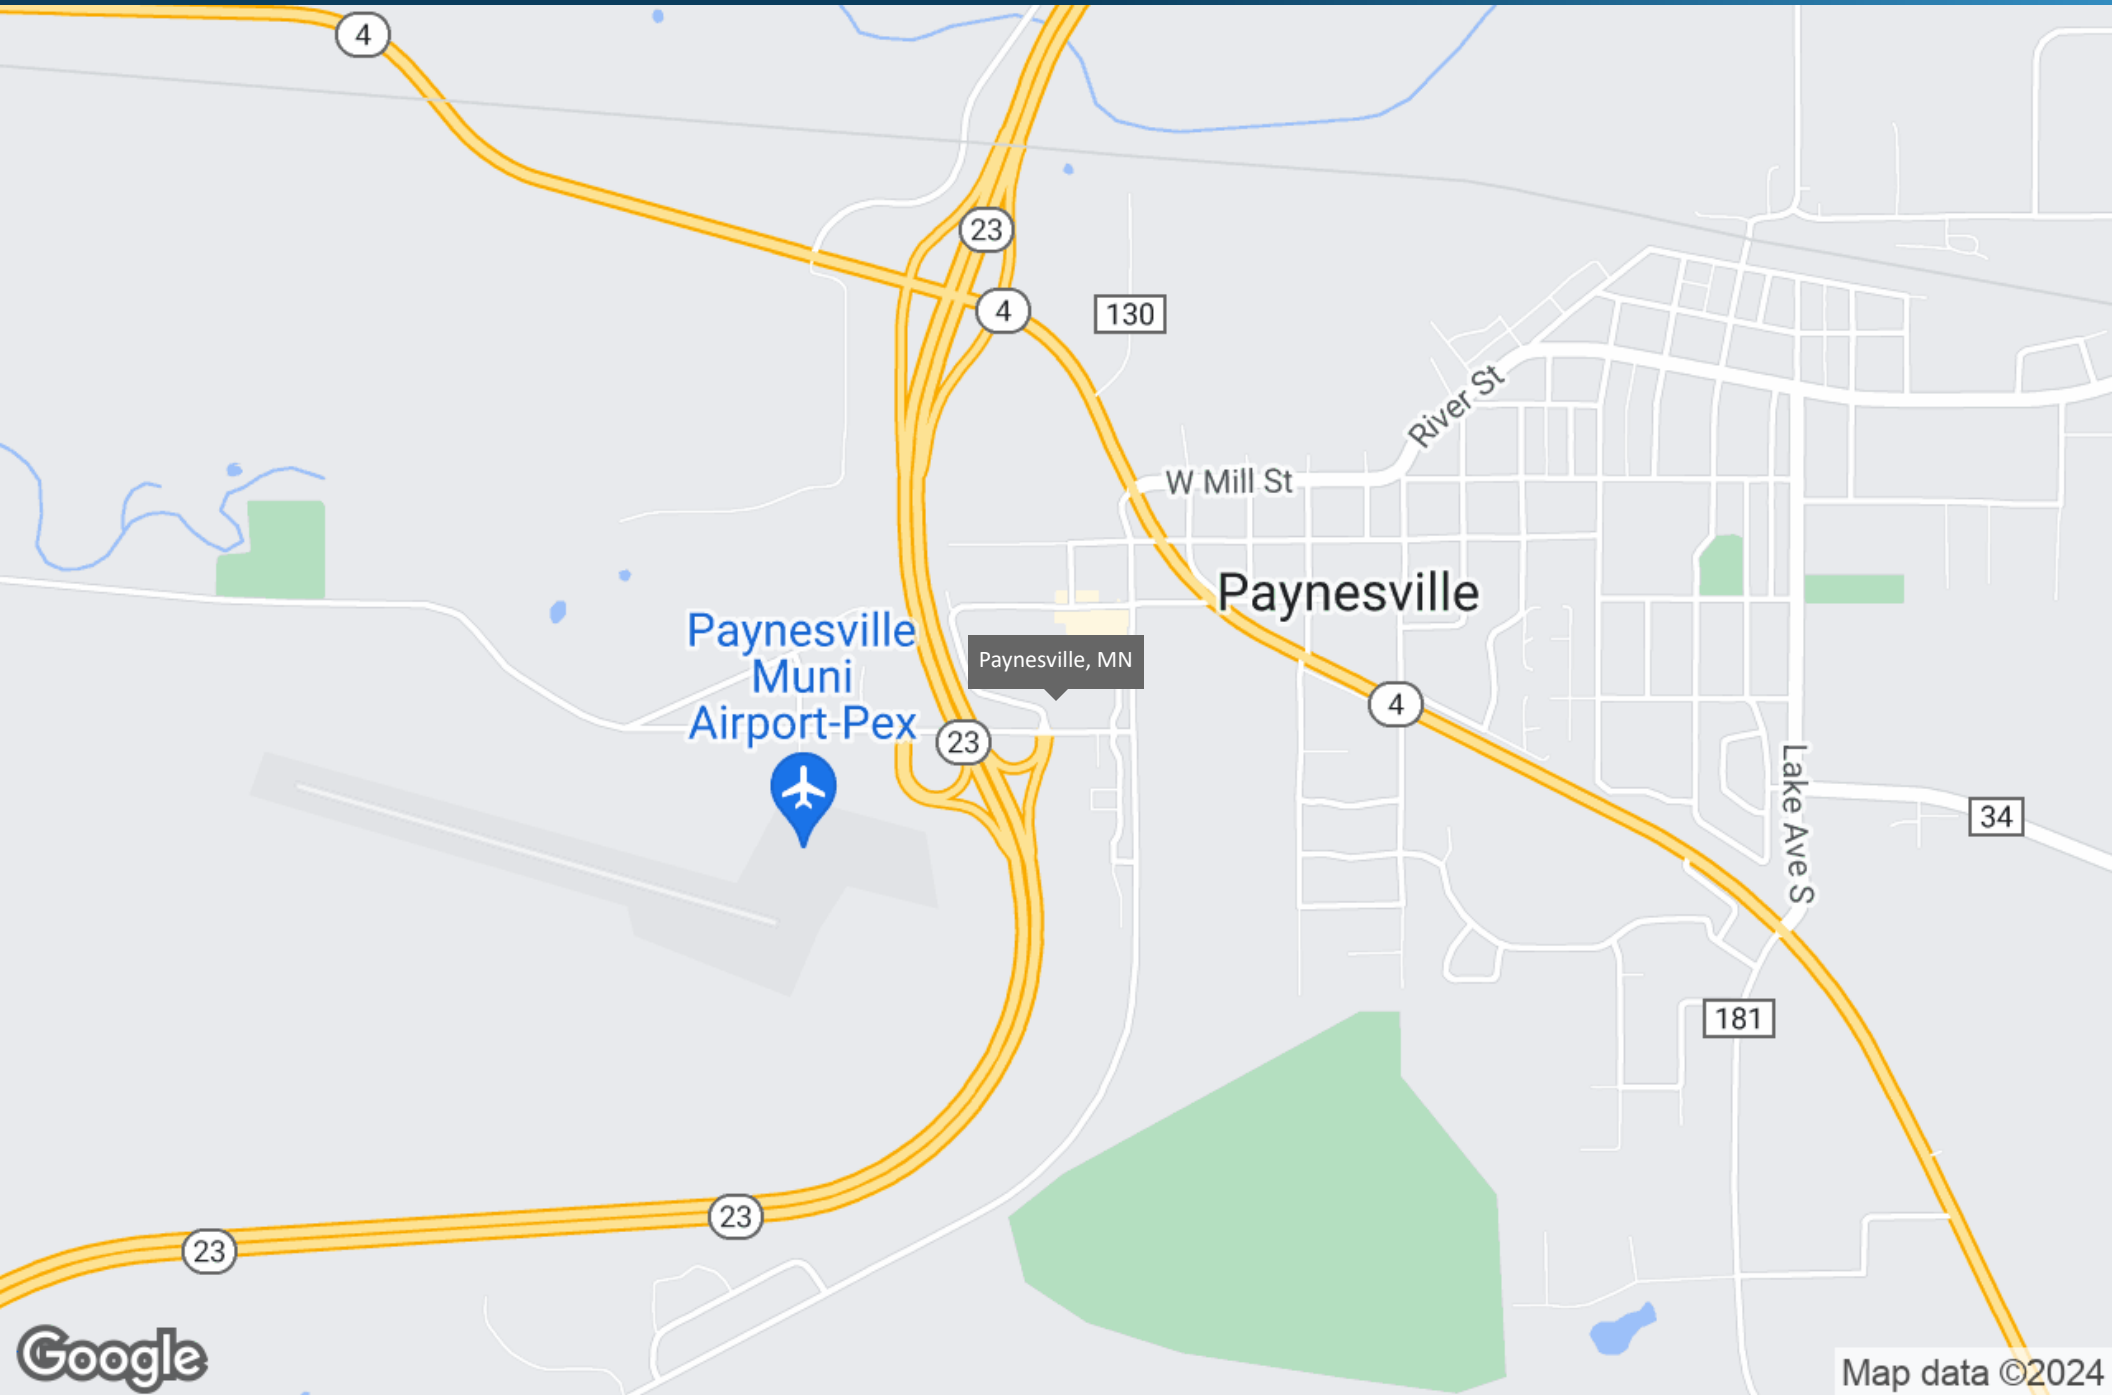 4
23
4
130
River St
W Mill St
Paynesville
Paynesville
Muni
Airport-Pex
Paynesville, MN
4
23
Lake Ave S
34
181
23
23
Google
Map data ©2024